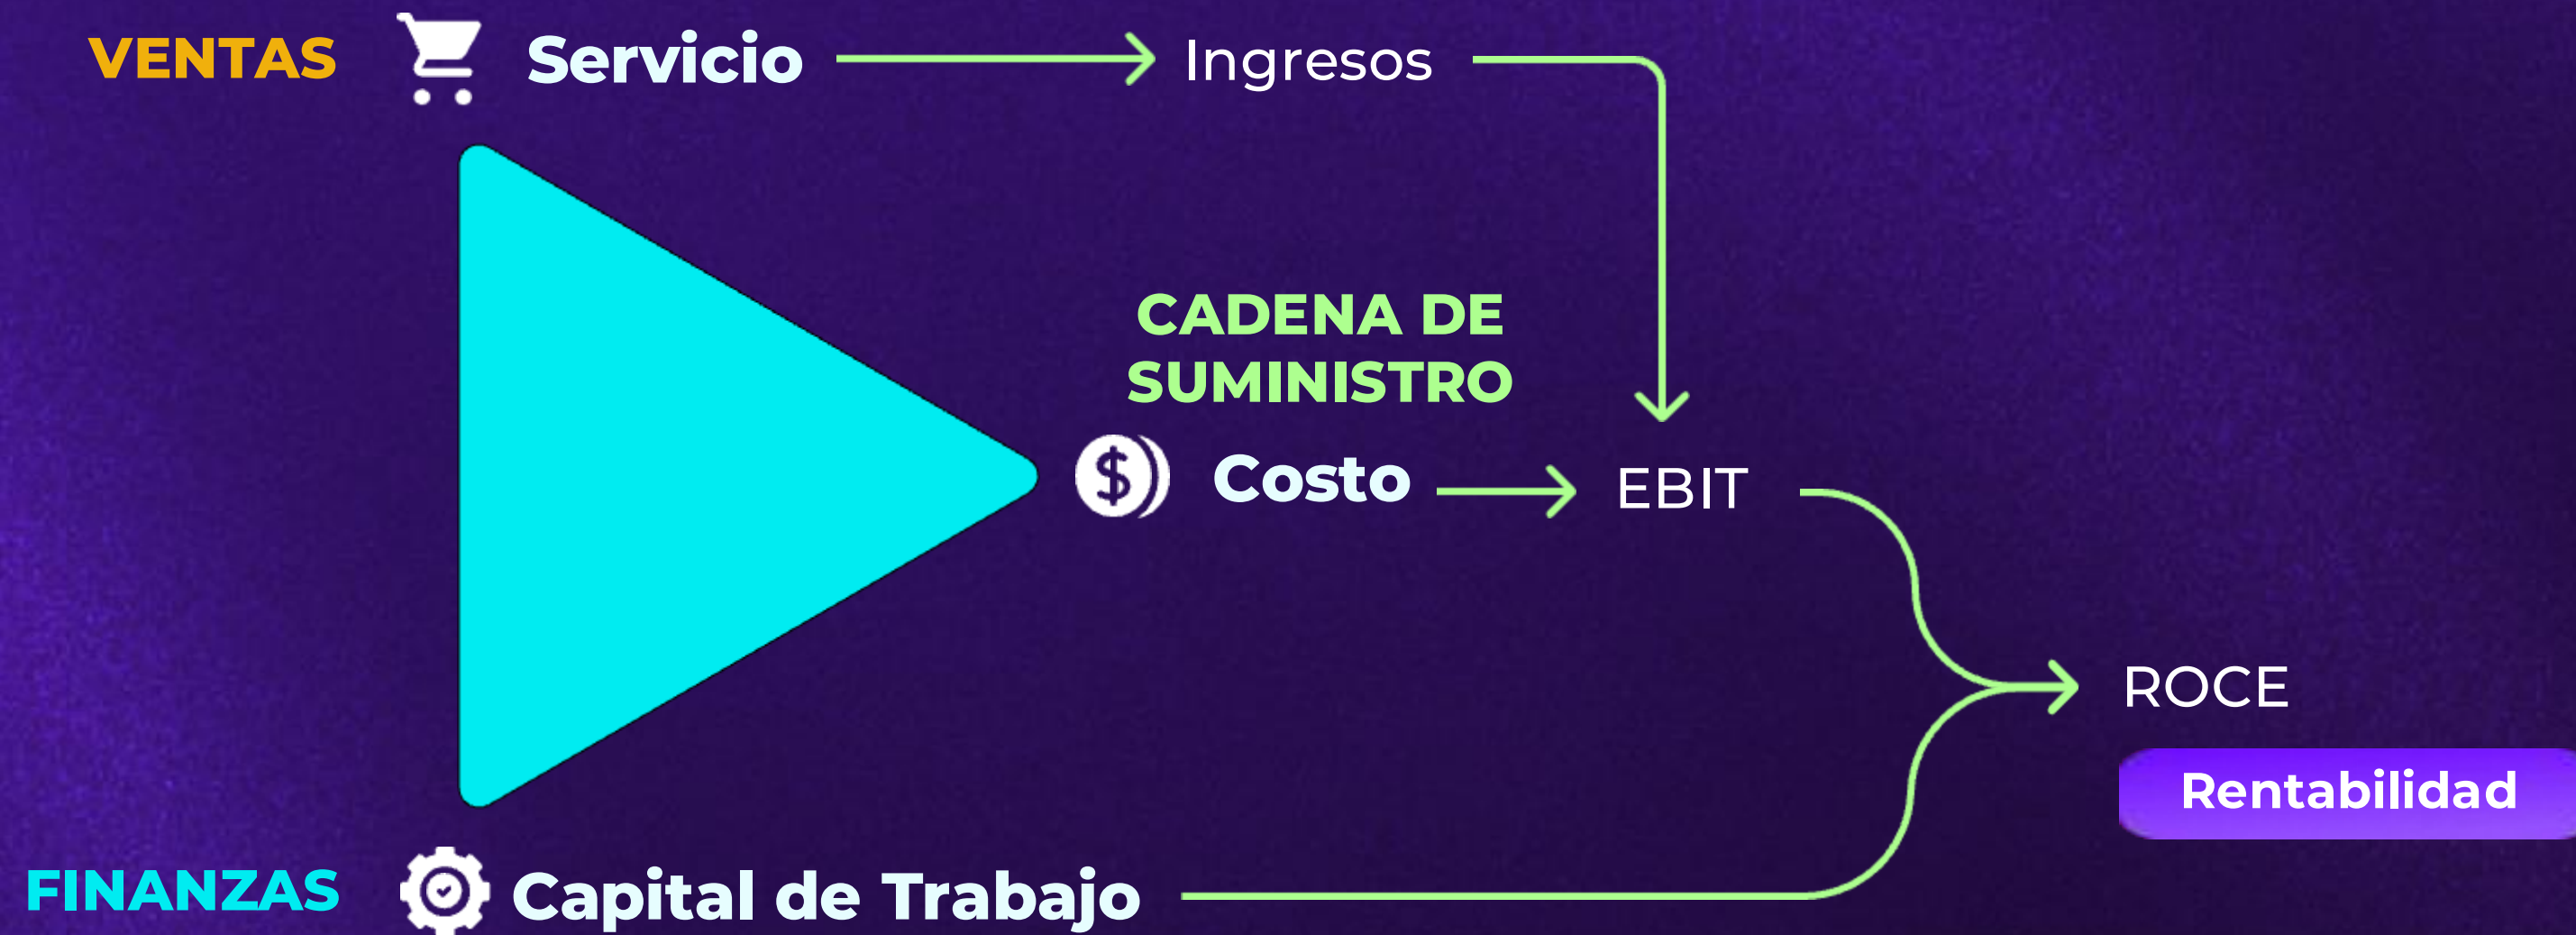 VENTAS Servicio Ingresos
CADENA DE
SUMINISTRO
$ Costo EBIT
ROCE
Rentabilidad
FINANZAS Capital de Trabajo